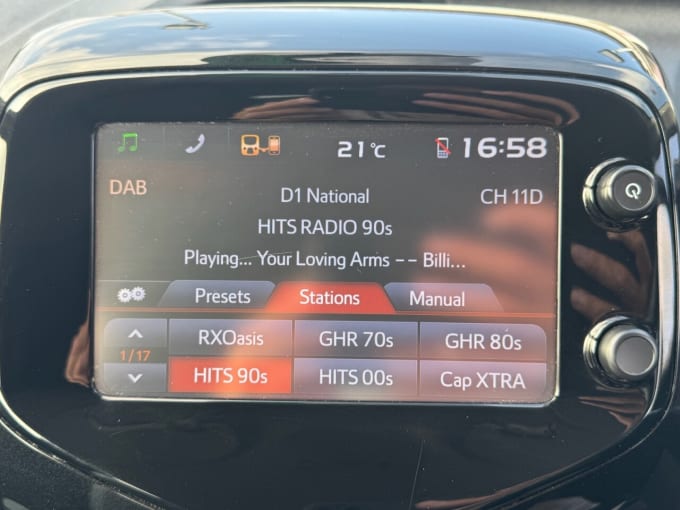 21°C
16:58
DAB
D1 National
CH 11D
HITS RADIO 90s
Playing... Your Loving Arms -- Billi...
Presets
Stations
Manual
1/17
RXOasis
GHR 70s
GHR 80s
HITS 90s
HITS 00s
Cap XTRA